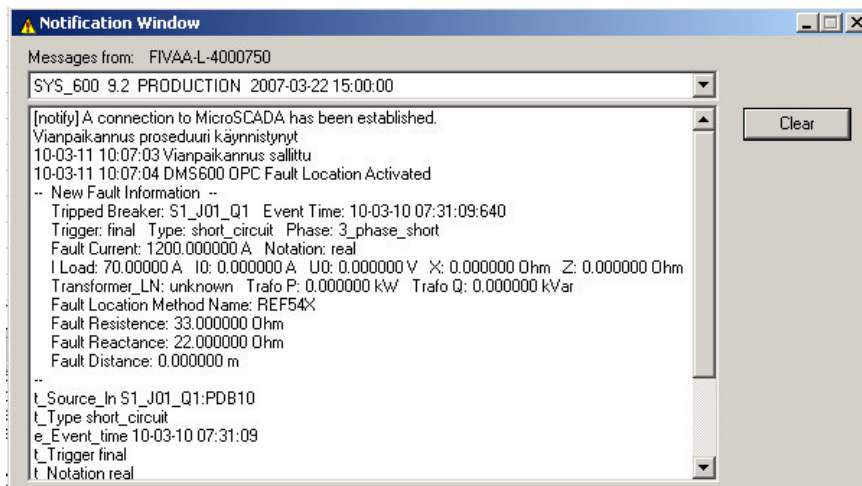 Notification Window
Messages from: FIVAA-L-4000750
SYS_600 9.2 PRODUCTION 2007-03-22 15:00:00
Clear
[notify] A connection to MicroSCADA has been established.
Vianpaikannus proseduuri käynnistynyt
10-03-11 10:07:03 Vianpaikannus sallittu
10-03-11 10:07:04 DMS600 OPC Fault Location Activated
-- New Fault Information --
Tripped Breaker: S1_J01_Q1 Event Time: 10-03-10 07:31:09:640
Trigger: final Type: short_circuit Phase: 3_phase_short
Fault Current: 1200.000000 A Notation: real
I Load: 70.00000 A I0: 0.000000 A U0: 0.000000 V X: 0.000000 Ohm Z: 0.000000 Ohm
Transformer_LN: unknown Trafo P: 0.000000 kW Trafo Q: 0.000000 kVar
Fault Location Method Name: REF54X
Fault Resistence: 33.000000 Ohm
Fault Reactance: 22.000000 Ohm
Fault Distance: 0.000000 m
--
t_Source_In S1_J01_Q1:PDB10
t_Type short_circuit
e_Event_time 10-03-10 07:31:09
t_Trigger final
t_Notation real